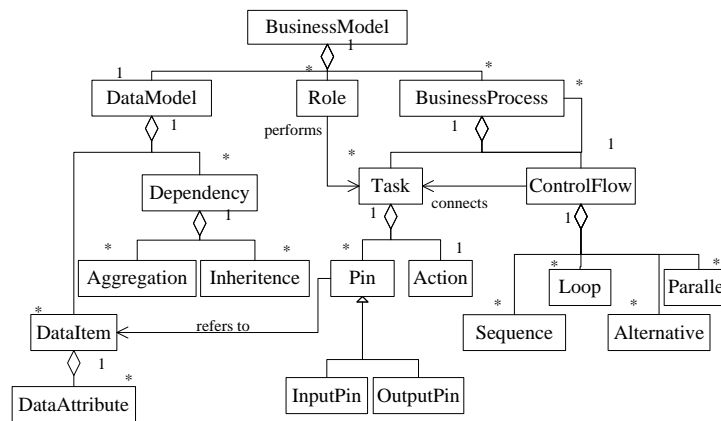 BusinessModel
1
1
*
*
*
DataModel
Role
BusinessProcess
1
performs
1
1
*
*
Dependency
Task
ControlFlow
connects
1
1
1
*
*
*
1
Aggregation
Inheritence
Pin
Action
*
*
Loop
Paralle
*
*
*
DataItem
refers to
Sequence
Alternative
1
*
DataAttribute
InputPin
OutputPin